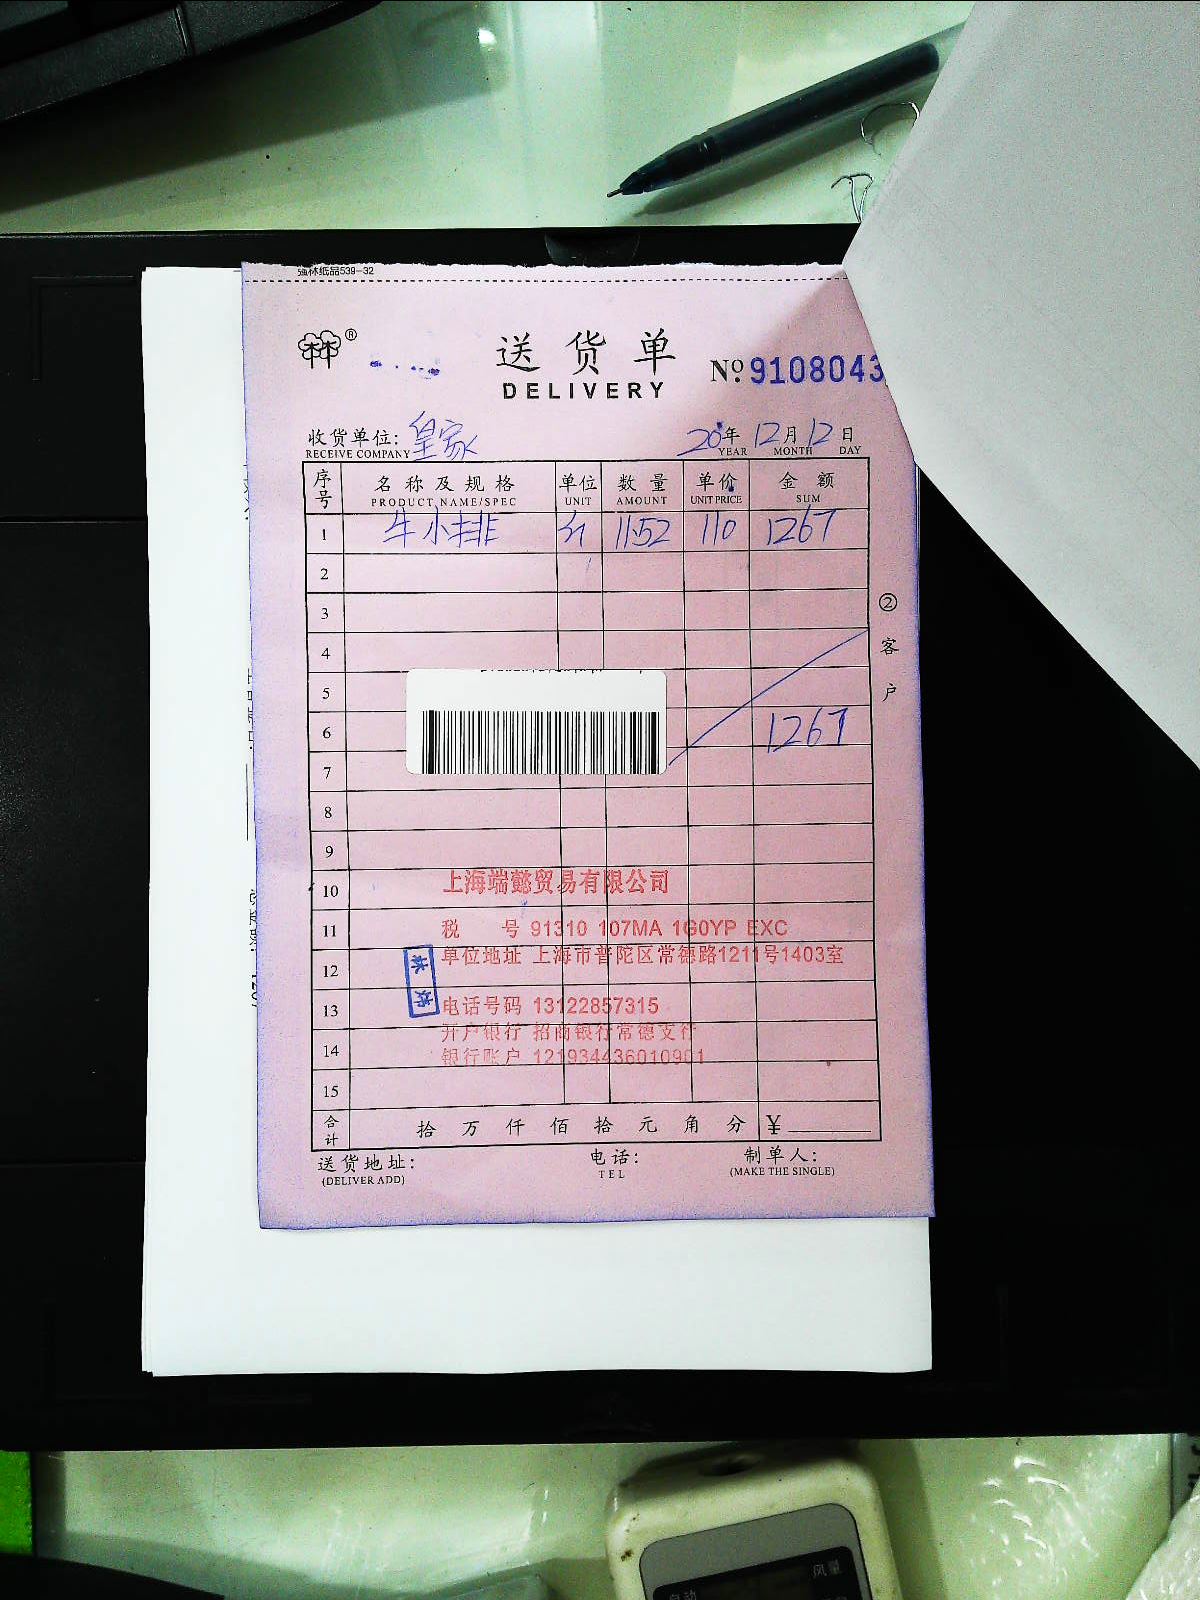 强林纸品539-32
林®
送货单
DELIVERY
№ 9108043
收货单位: 皇家 20年 12月 12日
RECEIVE COMPANY YEAR MONTH DAY
序号 名称及规格 单位 数量 单价 金额
PRODUCT NAME/SPEC UNIT AMOUNT UNIT PRICE SUM
1 牛小排 斤 11.52 110 1267
2
3
4
5
6 1267
7
8
9
10
11
12
13
14
15
②客户
上海端懿贸易有限公司
税 号 91310 107MA 1G0YP EXC
单位地址 上海市普陀区常德路1211号1403室
电话号码 13122857315
开户银行 招商银行常德支行
银行账户 121934436010901
合计 拾 万 仟 佰 拾 元 角 分 ¥
送货地址: 电话: 制单人:
(DELIVER ADD) TEL (MAKE THE SINGLE)
风量
自动